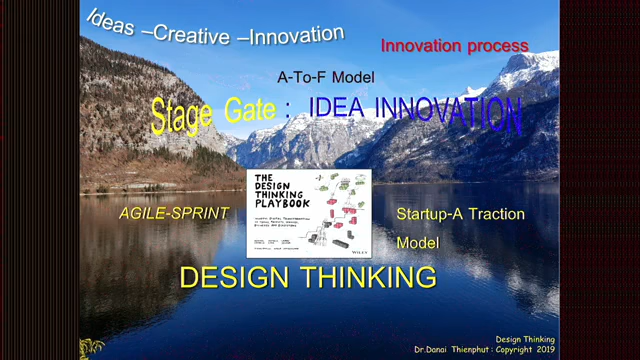 Ideas –Creative –Innovation
Innovation process
A-To-F Model
Stage Gate : IDEA INNOVATION
THE
DESIGN
THINKING
PLAYBOOK
WILEY
AGILE-SPRINT
Startup-A Traction
Model
DESIGN THINKING
Design Thinking
Dr.Danai Thienphut : Copyright 2019